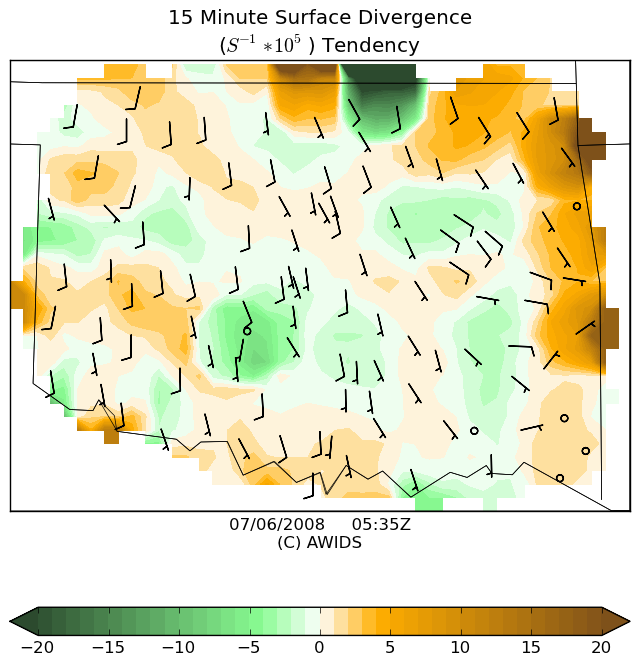 15 Minute Surface Divergence
(S⁻¹ *10⁵ ) Tendency
07/06/2008 05:35Z
(C) AWIDS
−20 −15 −10 −5 0 5 10 15 20